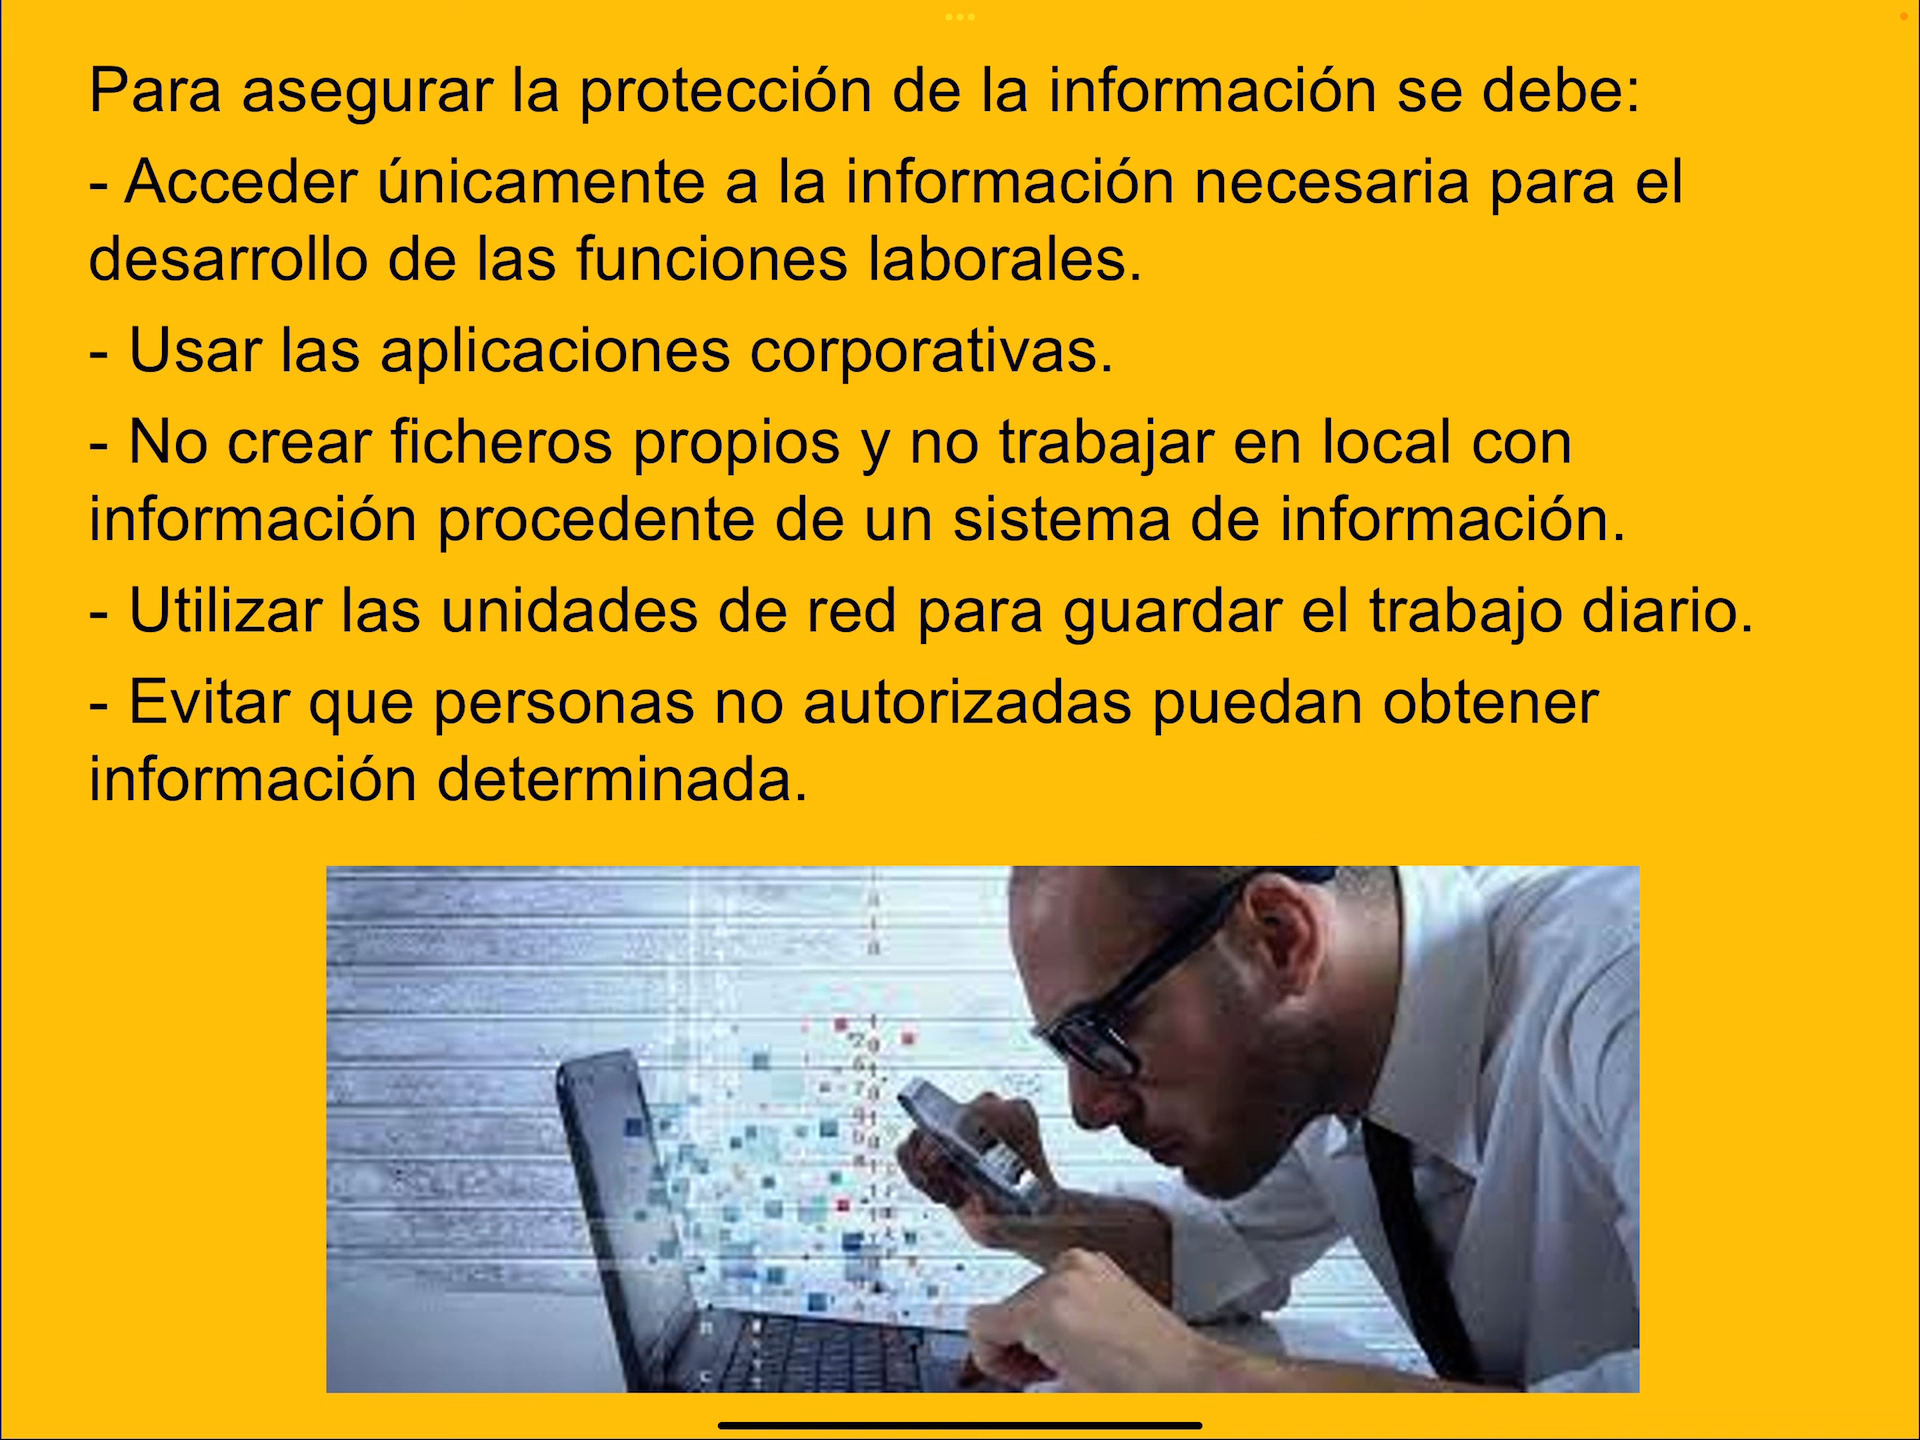 Para asegurar la protección de la información se debe:
- Acceder únicamente a la información necesaria para el
desarrollo de las funciones laborales.
- Usar las aplicaciones corporativas.
- No crear ficheros propios y no trabajar en local con
información procedente de un sistema de información.
- Utilizar las unidades de red para guardar el trabajo diario.
- Evitar que personas no autorizadas puedan obtener
información determinada.